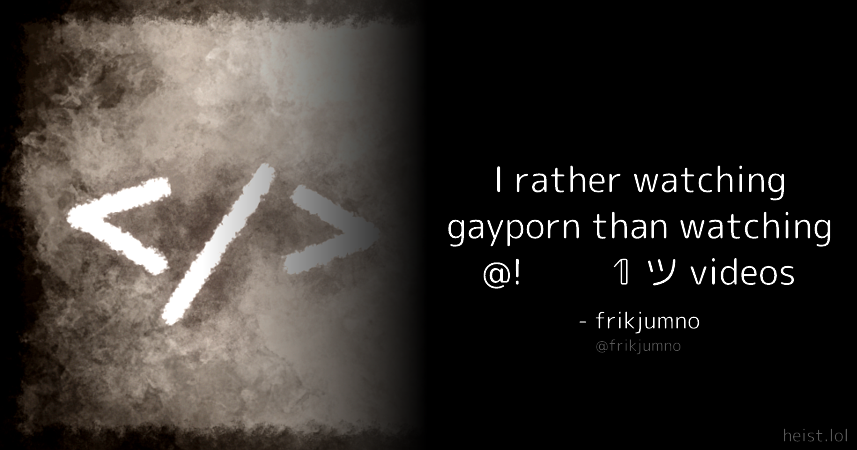 </>
I rather watching
gayporn than watching
@! 𝟙 ツ videos
- frikjumno
@frikjumno
heist.lol